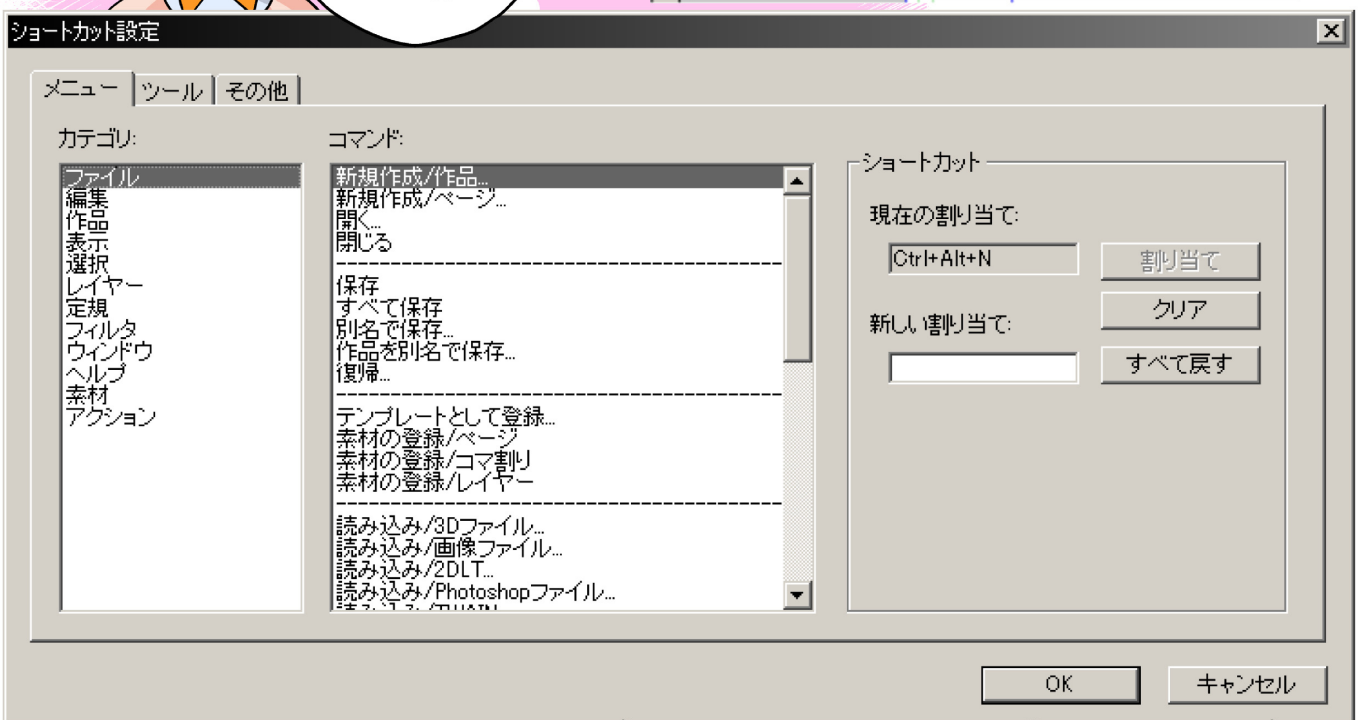 ショートカット設定
メニュー ツール その他
カテゴリ:
ファイル
編集
作品
表示
選択
レイヤー
定規
フィルタ
ウィンドウ
ヘルプ
素材
アクション
コマンド:
新規作成/作品...
新規作成/ページ...
開く...
閉じる
保存
すべて保存
別名で保存...
作品を別名で保存...
復帰...
テンプレートとして登録...
素材の登録/ページ
素材の登録/コマ割り
素材の登録/レイヤー
読み込み/3Dファイル...
読み込み/画像ファイル...
読み込み/2DLT...
読み込み/Photoshopファイル...
ショートカット
現在の割り当て:
Ctrl+Alt+N
割り当て
クリア
新しい割り当て:
すべて戻す
OK
キャンセル